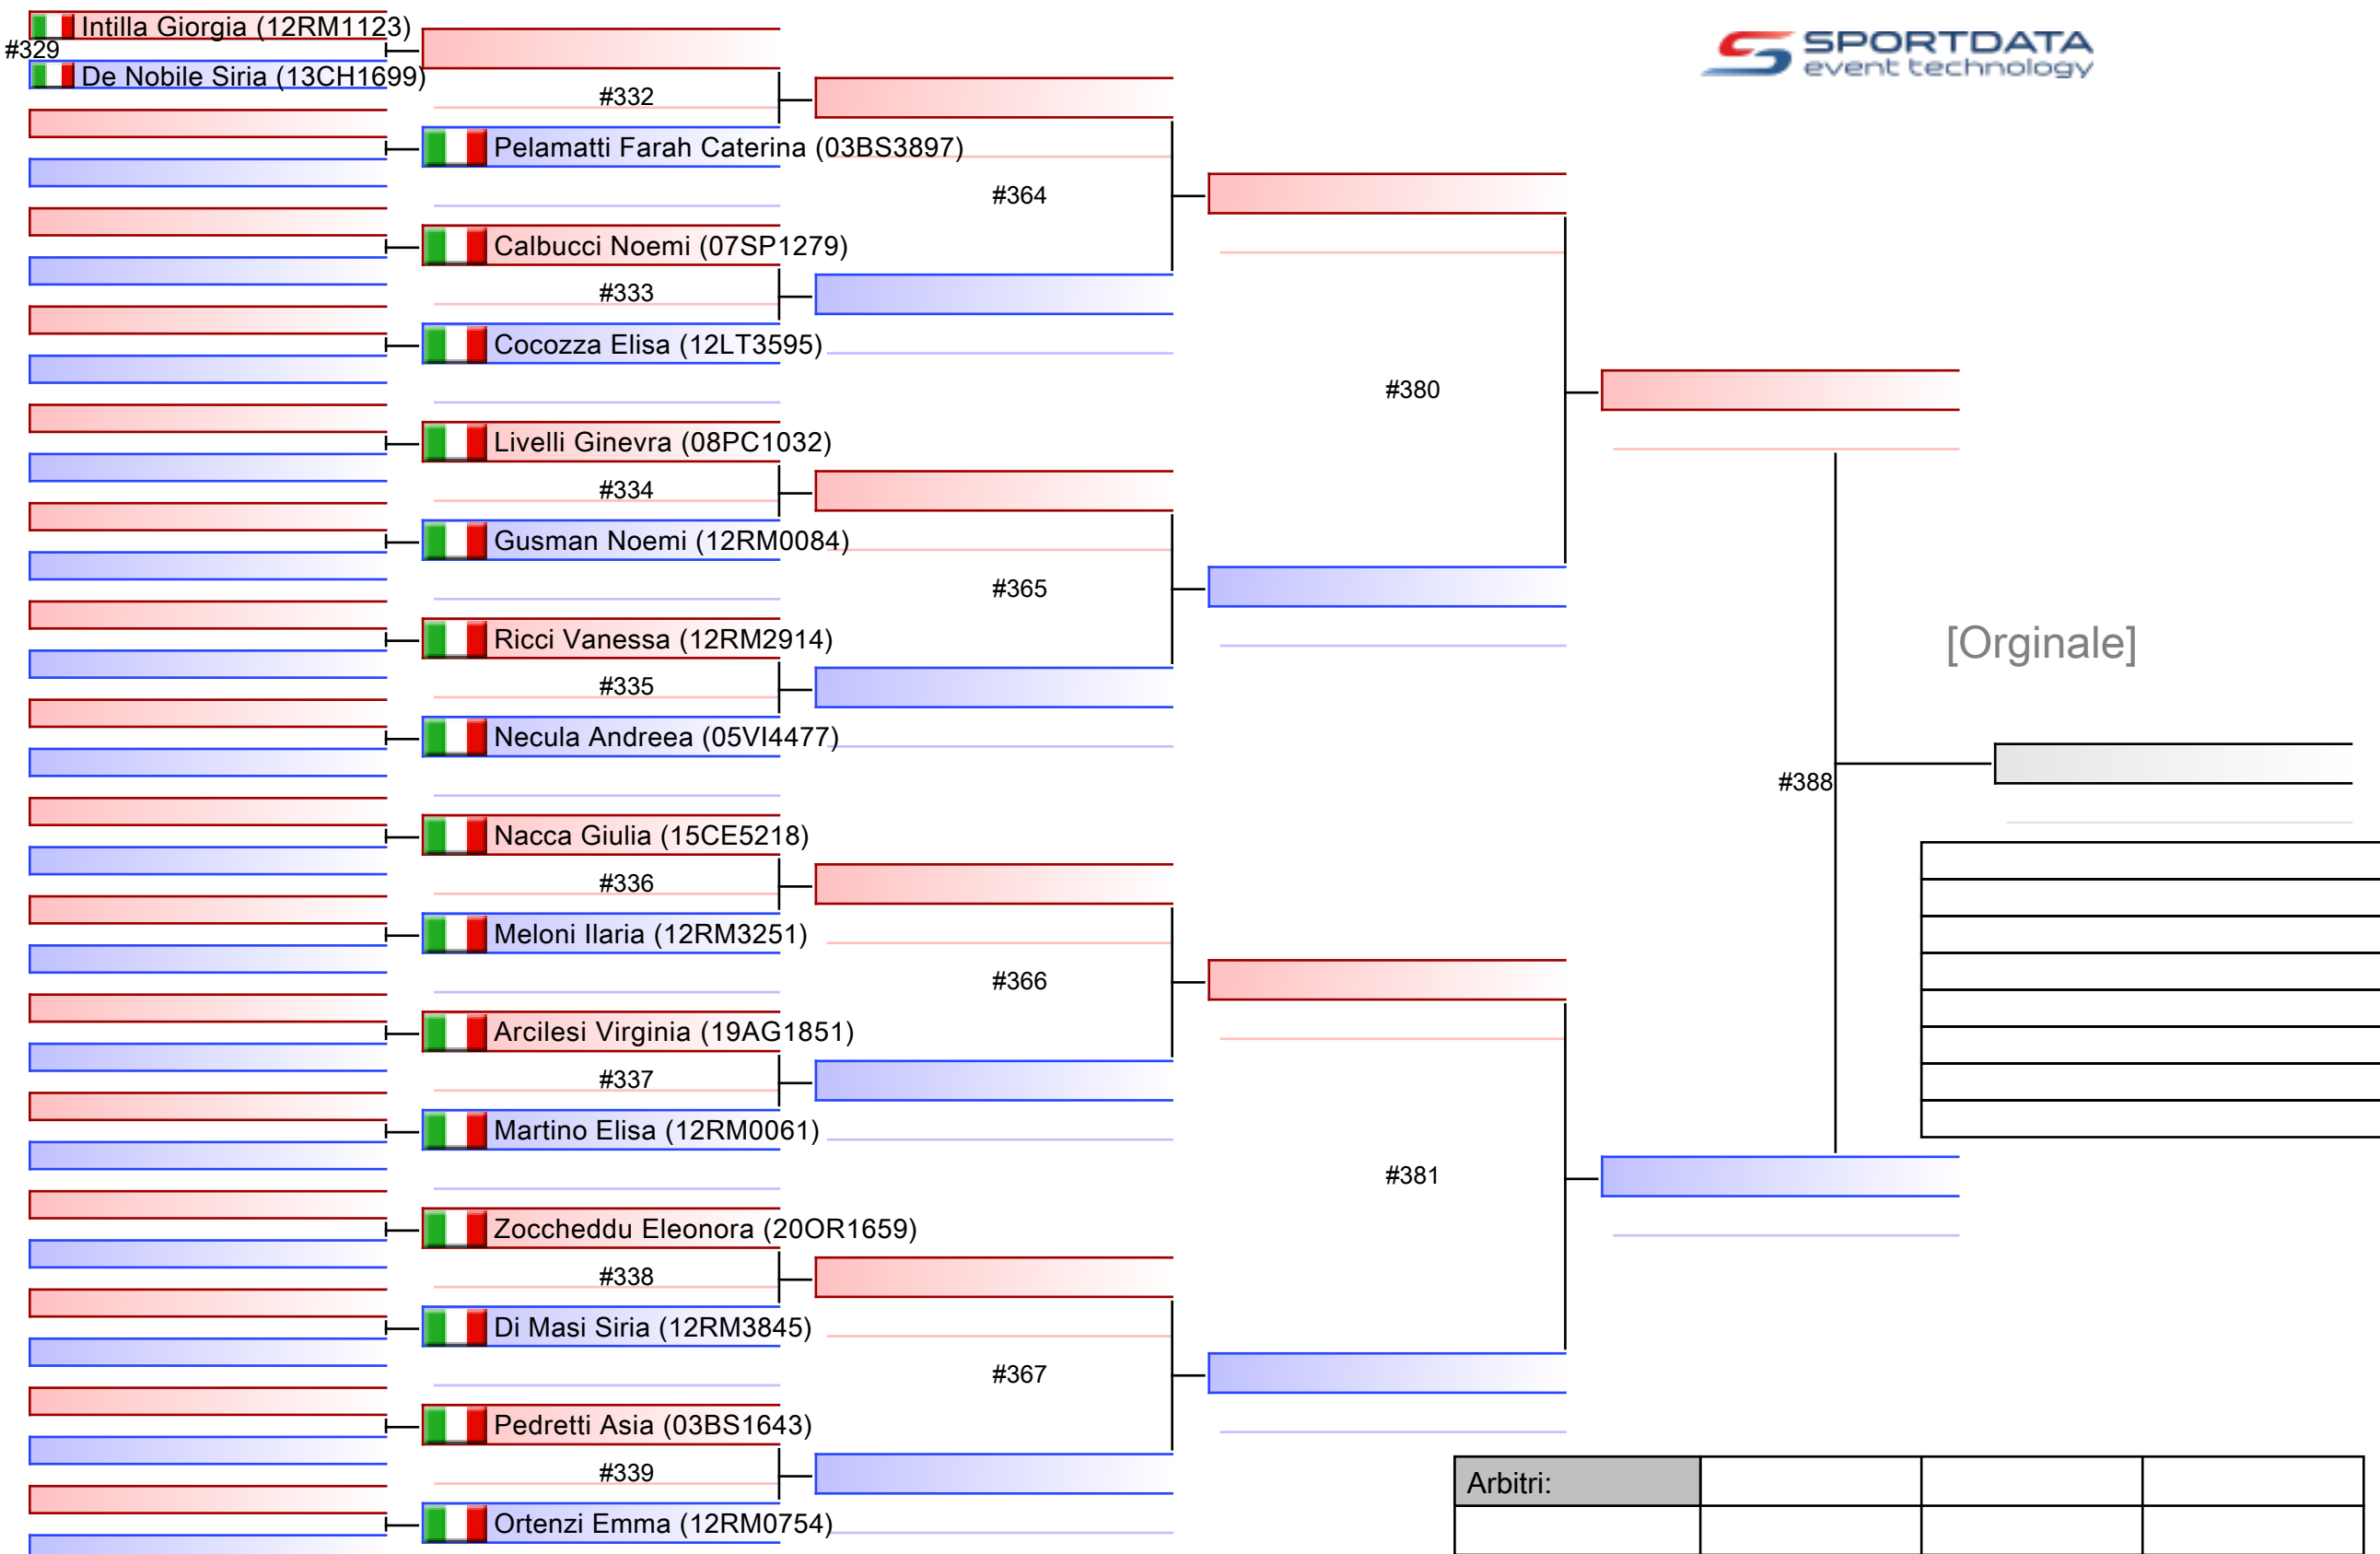 Intilla Giorgia (12RM1123)
#329
De Nobile Siria (13CH1699)
#332
Pelamatti Farah Caterina (03BS3897)
#364
Calbucci Noemi (07SP1279)
#333
Cocozza Elisa (12LT3595)
#380
Livelli Ginevra (08PC1032)
#334
Gusman Noemi (12RM0084)
#365
Ricci Vanessa (12RM2914)
#335
Necula Andreea (05VI4477)
#388
Nacca Giulia (15CE5218)
#336
Meloni Ilaria (12RM3251)
#366
Arcilesi Virginia (19AG1851)
#337
Martino Elisa (12RM0061)
#381
Zoccheddu Eleonora (20OR1659)
#338
Di Masi Siria (12RM3845)
#367
Pedretti Asia (03BS1643)
#339
Ortenzi Emma (12RM0754)
SPORTDATA
event technology
[Orginale]
Arbitri: